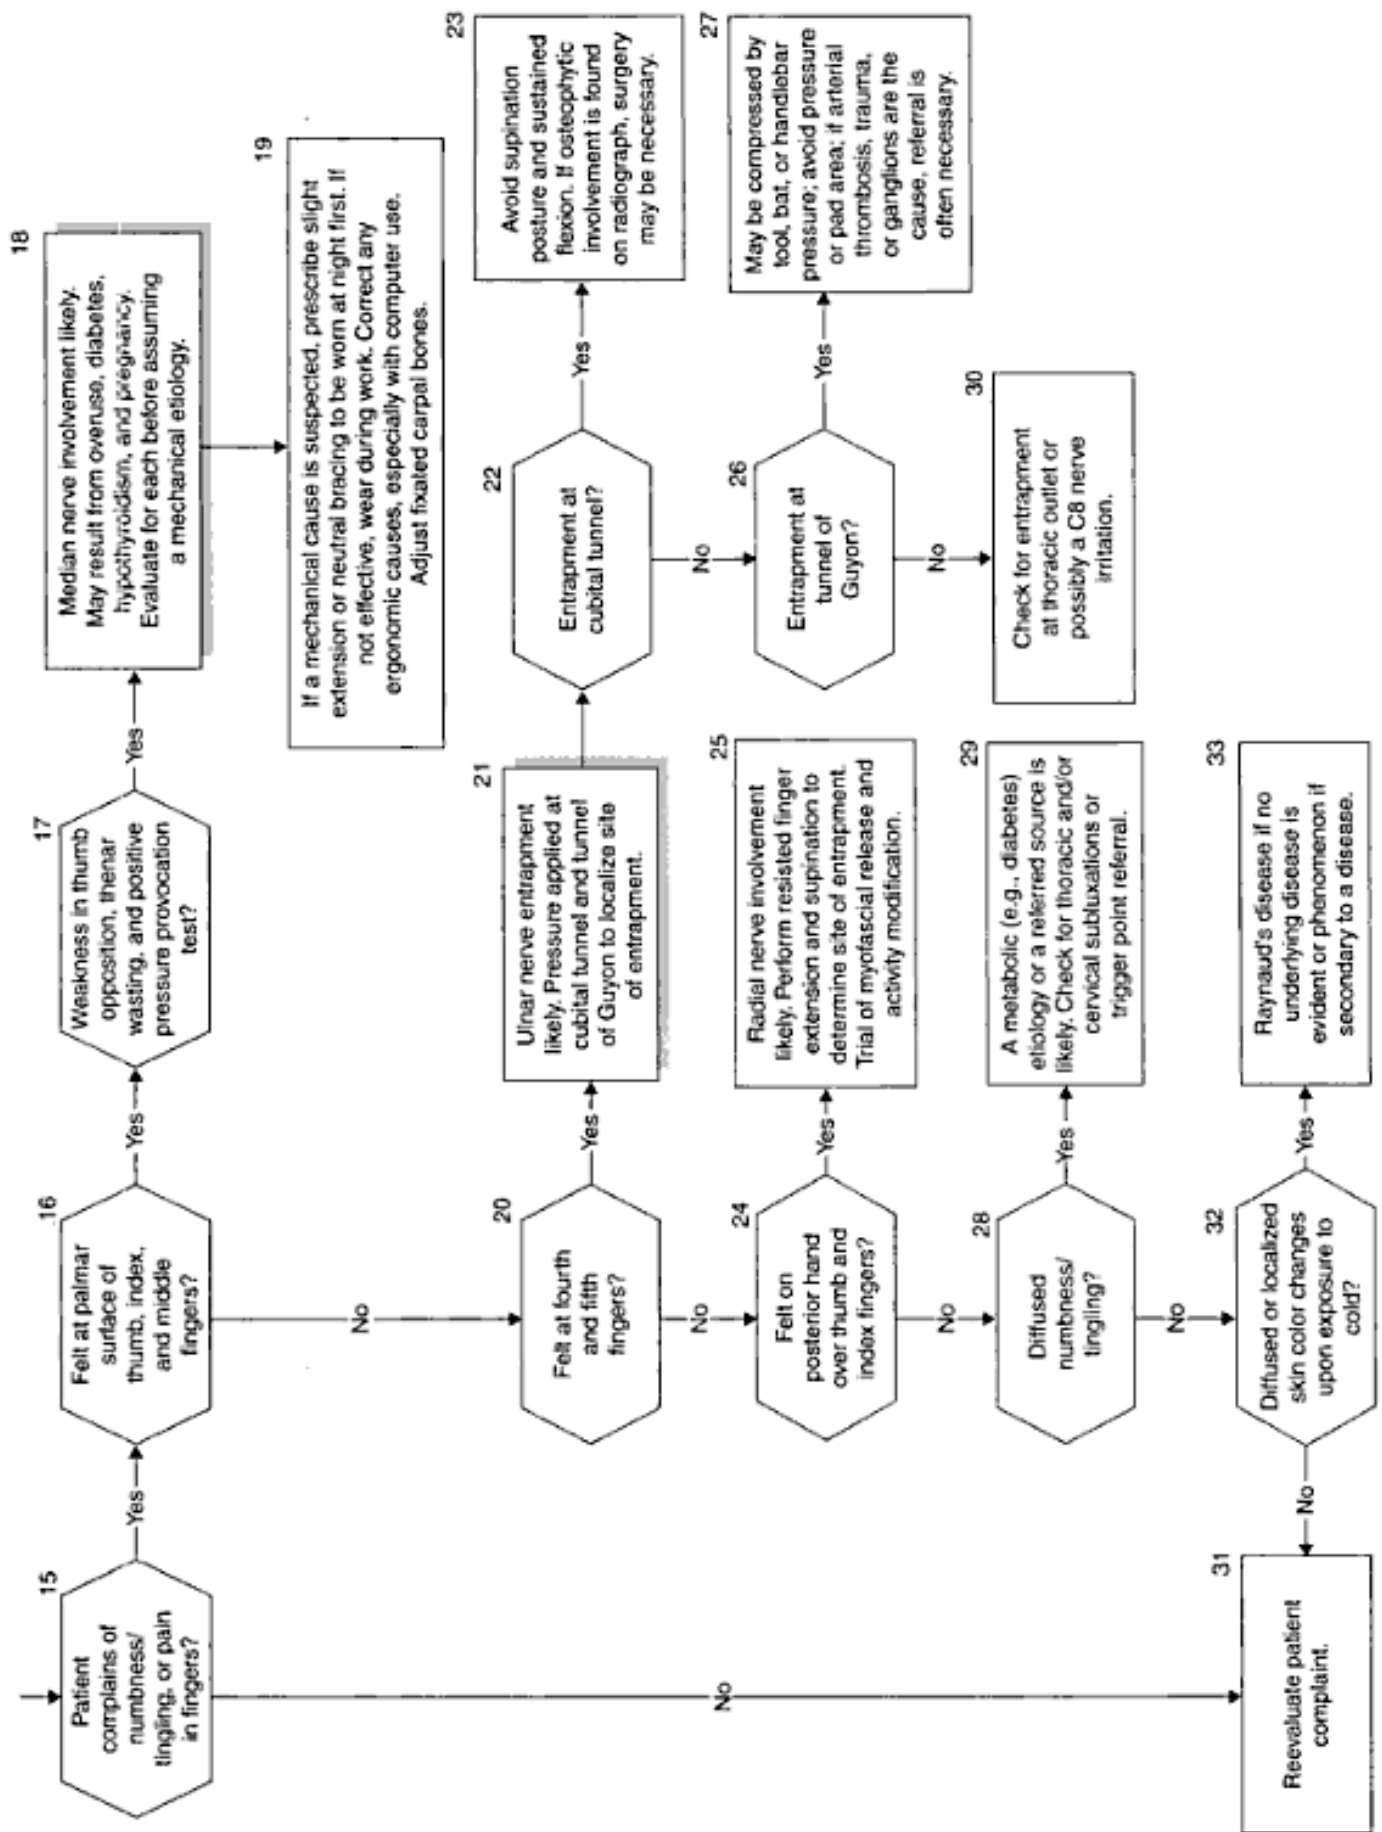 15
Patient
complains of
numbness/
tingling, or pain
in fingers?
Yes
No
16
Felt at palmar
surface of
thumb, index,
and middle
fingers?
Yes
No
17
Weakness in thumb
opposition, thenar
wasting, and positive
pressure provocation
test?
Yes
18
Median nerve involvement likely.
May result from overuse, diabetes,
hypothyroidism, and pregnancy.
Evaluate for each before assuming
a mechanical etiology.
19
If a mechanical cause is suspected, prescribe slight
extension or neutral bracing to be worn at night first. If
not effective, wear during work. Correct any
ergonomic causes, especially with computer use.
Adjust fixated carpal bones.
20
Felt at fourth
and fifth
fingers?
Yes
No
21
Ulnar nerve entrapment
likely. Pressure applied at
cubital tunnel and tunnel
of Guyon to localize site
of entrapment.
22
Entrapment at
cubital tunnel?
Yes
No
23
Avoid supination
posture and sustained
flexion. If osteophytic
involvement is found
on radiograph, surgery
may be necessary.
24
Felt on
posterior hand
over thumb and
index fingers?
Yes
No
25
Radial nerve involvement
likely. Perform resisted finger
extension and supination to
determine site of entrapment.
Trial of myofascial release and
activity modification.
26
Entrapment at
tunnel of
Guyon?
Yes
No
27
May be compressed by
tool, bat, or handlebar
pressure; avoid pressure
or pad area; if arterial
thrombosis, trauma,
or ganglions are the
cause, referral is
often necessary.
28
Diffused
numbness/
tingling?
Yes
No
29
A metabolic (e.g., diabetes)
etiology or a referred source is
likely. Check for thoracic and/or
cervical subluxations or
trigger point referral.
30
Check for entrapment
at thoracic outlet or
possibly a C8 nerve
irritation.
31
Reevaluate patient
complaint.
32
Diffused or localized
skin color changes
upon exposure to
cold?
Yes
No
33
Raynaud's disease if no
underlying disease is
evident or phenomenon if
secondary to a disease.